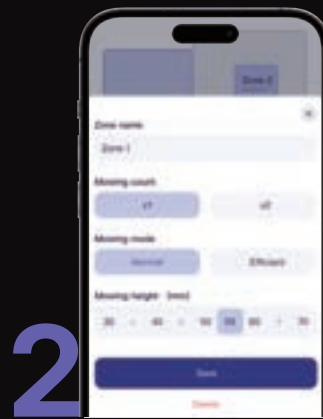 Zone 2
Zone name
Zone 1
Mowing count
x1 x2
Mowing mode
Normal Efficient
Mowing height (mm)
30 - 40 - 50 55 60 - 70
Save
Delete
2